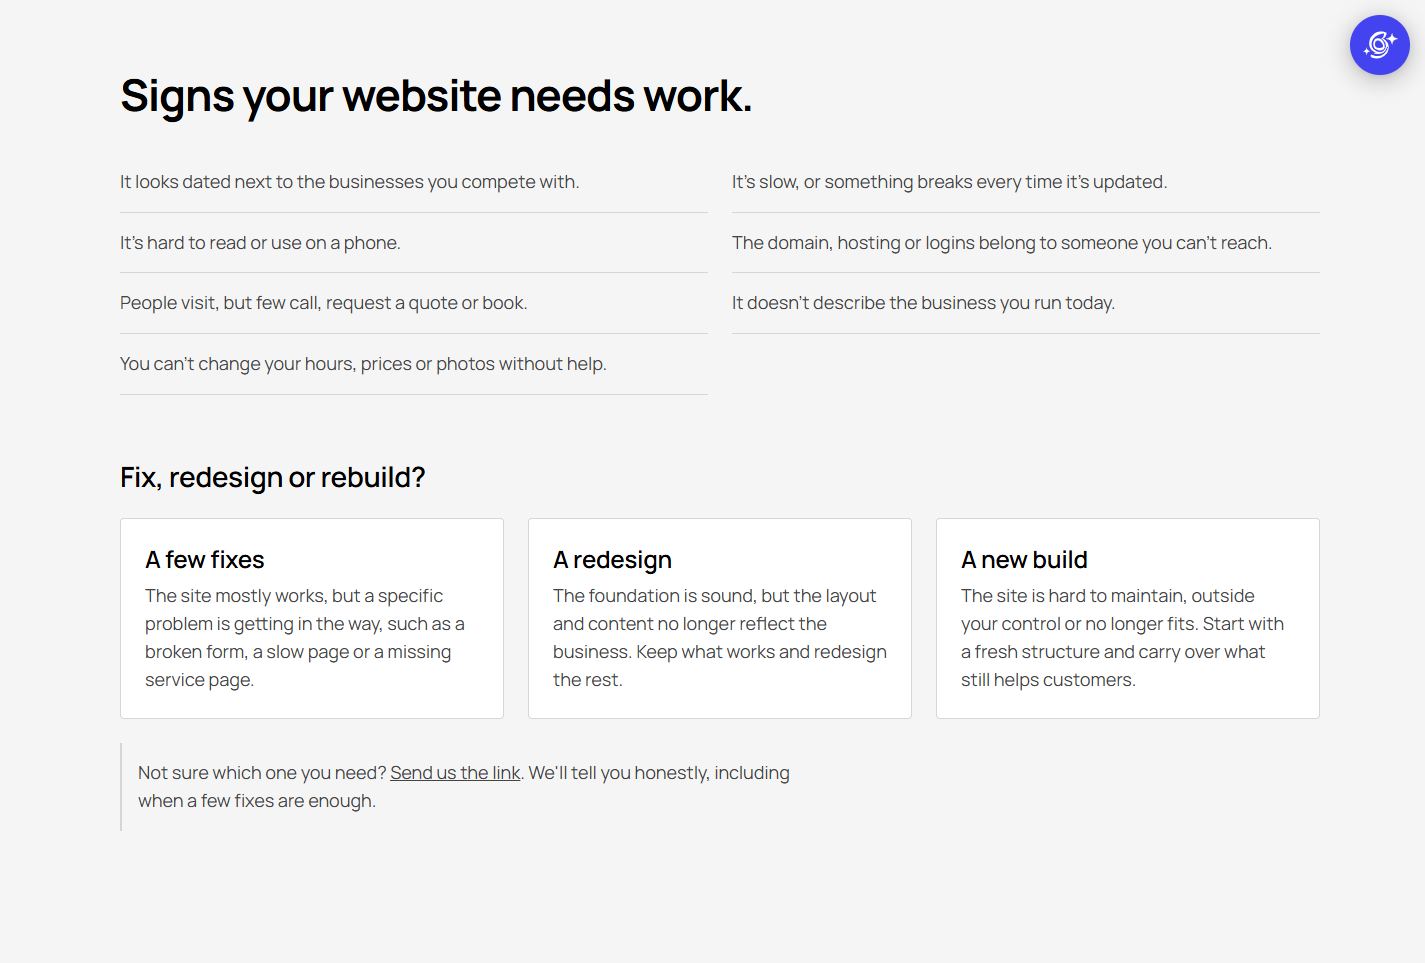 Signs your website needs work.
It looks dated next to the businesses you compete with.
It's hard to read or use on a phone.
People visit, but few call, request a quote or book.
You can't change your hours, prices or photos without help.
It's slow, or something breaks every time it's updated.
The domain, hosting or logins belong to someone you can't reach.
It doesn't describe the business you run today.
Fix, redesign or rebuild?
A few fixes
The site mostly works, but a specific
problem is getting in the way, such as a
broken form, a slow page or a missing
service page.
A redesign
The foundation is sound, but the layout
and content no longer reflect the
business. Keep what works and redesign
the rest.
A new build
The site is hard to maintain, outside
your control or no longer fits. Start with
a fresh structure and carry over what
still helps customers.
Not sure which one you need? Send us the link. We'll tell you honestly, including
when a few fixes are enough.